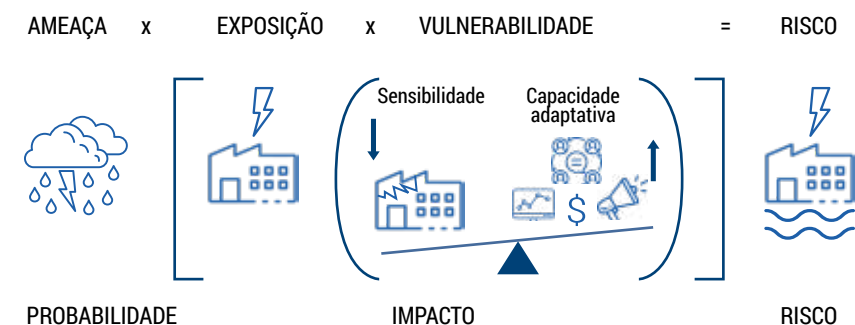 AMEAÇA x EXPOSIÇÃO x VULNERABILIDADE = RISCO
Sensibilidade
Capacidade
adaptativa
$
PROBABILIDADE IMPACTO RISCO